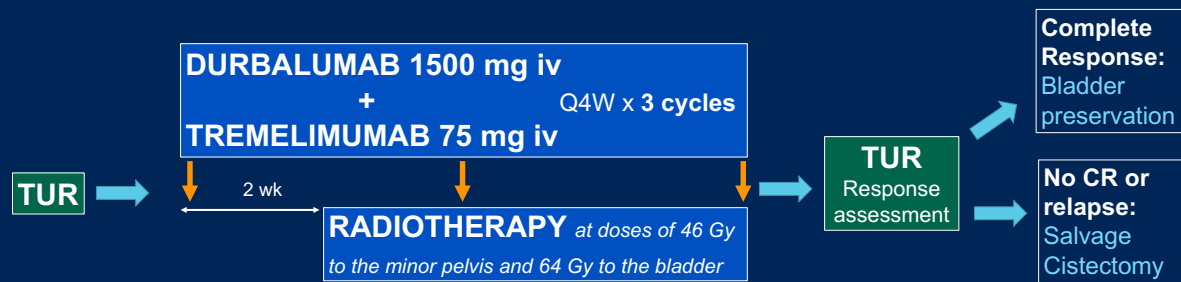 TUR
DURBALUMAB 1500 mg iv
+
Q4W x 3 cycles
TREMELIMUMAB 75 mg iv
2 wk
RADIOTHERAPY at doses of 46 Gy
to the minor pelvis and 64 Gy to the bladder
TUR
Response
assessment
Complete
Response:
Bladder
preservation
No CR or
relapse:
Salvage
Cistectomy